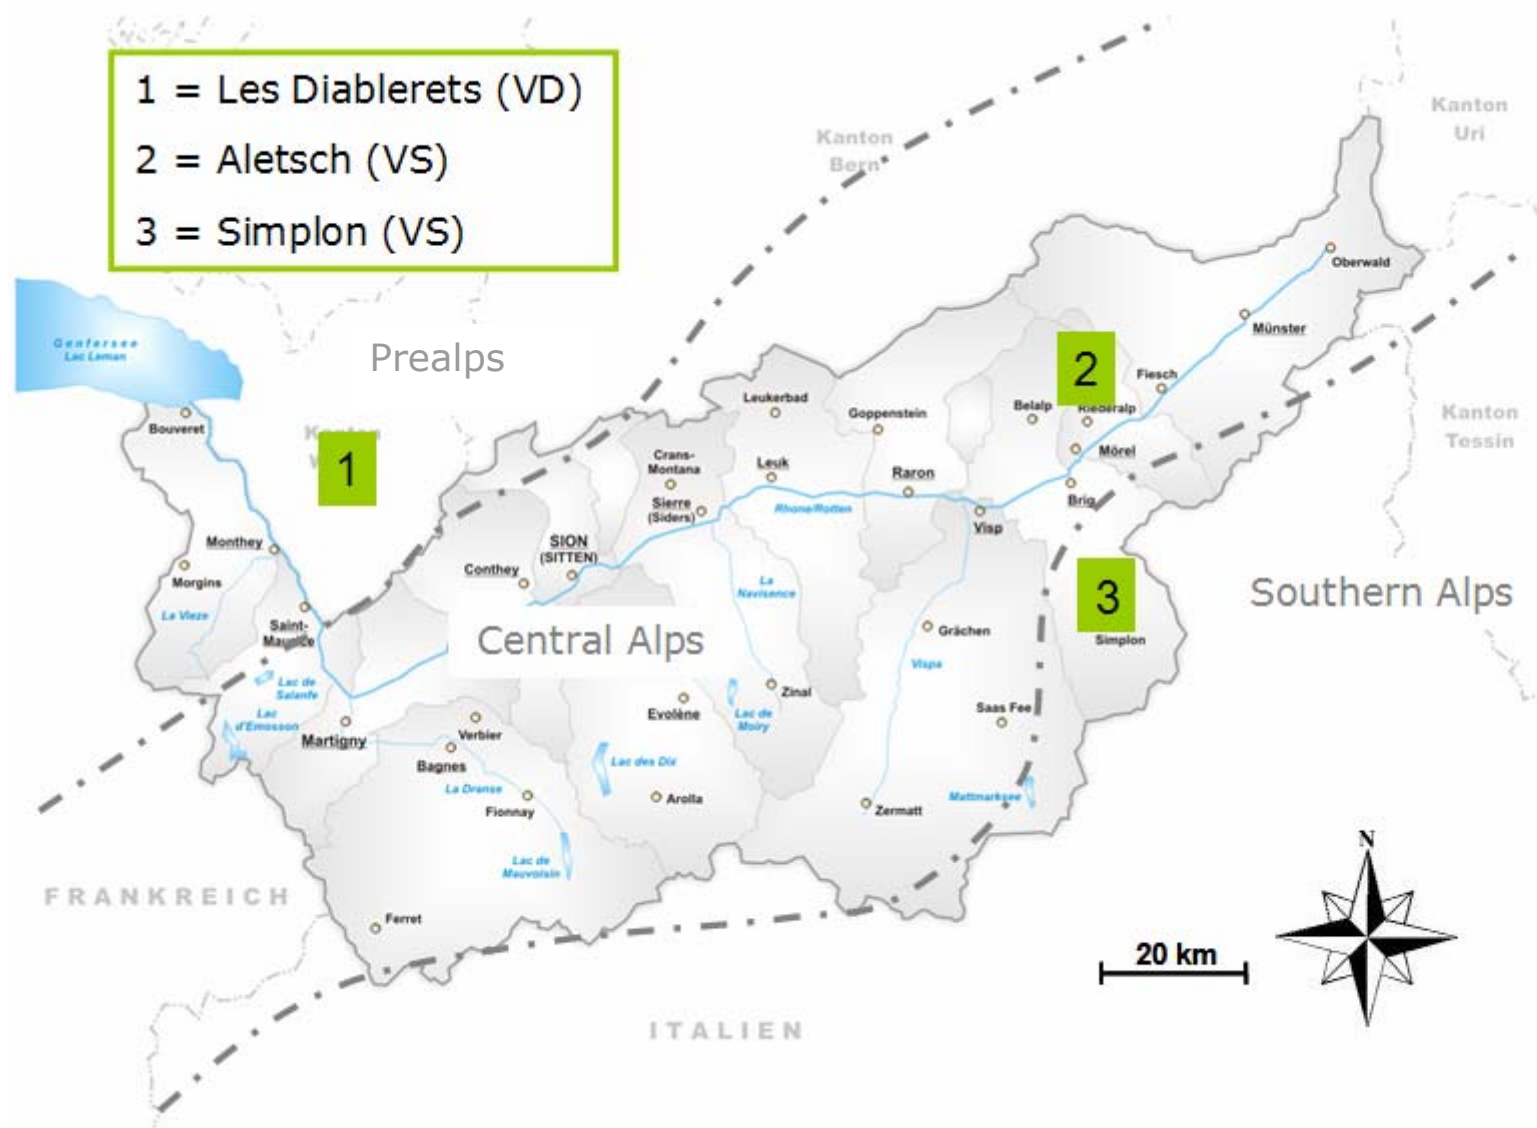 1 = Les Diablerets (VD)
2 = Aletsch (VS)
3 = Simplon (VS)
Kanton
Uri
Kanton
Bern
Oberwald
Münster
Genfersee
Lac Leman
Prealps
2
Fiesch
Leukerbad
Belalp
Riederalp
Goppenstein
Kanton
Tessin
Bouveret
Kanton
1
Crans-
Montana
Leuk
Mörel
Raron
Brig
Sierre
(Siders)
Rhone/Rotten
Visp
Monthey
SION
(SITTEN)
Conthey
Morgins
La Vieze
La
Navisence
3
Simplon
Southern Alps
Saint-
Maurice
Central Alps
Grächen
Vispa
Lac de
Salanfe
Zinal
Lac
d'Emosson
Evolène
Lac de
Moiry
Saas Fee
Martigny
Verbier
Bagnes
Lac des Dix
La Dranse
Arolla
Mattmarksee
Fionnay
Zermatt
Lac de
Mauvoisin
FRANKREICH
Ferret
N
20 km
ITALIEN